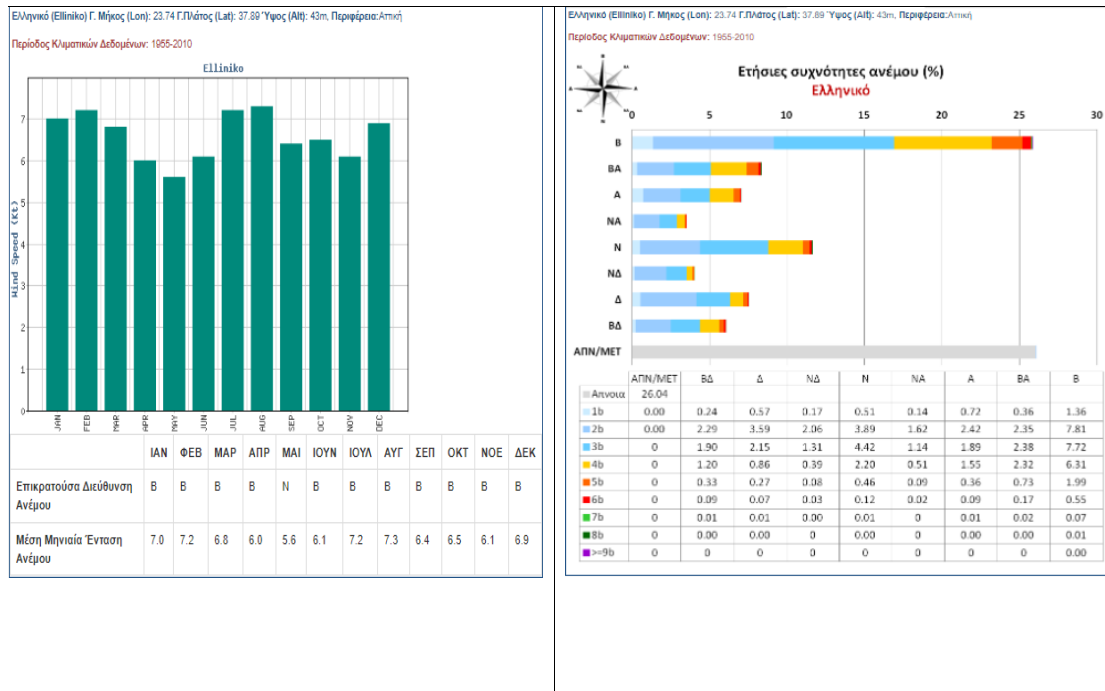 Ελληνικό (Elliniko) Γ. Μήκος (Lon): 23.74 Γ.Πλάτος (Lat): 37.89 Ύψος (Alt): 43m, Περιφέρεια:Αττική
Περίοδος Κλιματικών Δεδομένων: 1955-2010
Elliniko
Wind Speed (Kt)
7
6
5
4
3
2
1
0
JAN FEB MAR APR MAY JUN JUL AUG SEP OCT NOV DEC
ΙΑΝ ΦΕΒ ΜΑΡ ΑΠΡ ΜΑΙ ΙΟΥΝ ΙΟΥΛ ΑΥΓ ΣΕΠ ΟΚΤ ΝΟΕ ΔΕΚ
Επικρατούσα Διεύθυνση Ανέμου Β Β Β Β Ν Β Β Β Β Β Β Β
Μέση Μηνιαία Ένταση Ανέμου 7.0 7.2 6.8 6.0 5.6 6.1 7.2 7.3 6.4 6.5 6.1 6.9
Ελληνικό (Elliniko) Γ. Μήκος (Lon): 23.74 Γ.Πλάτος (Lat): 37.89 Ύψος (Alt): 43m, Περιφέρεια:Αττική
Περίοδος Κλιματικών Δεδομένων: 1955-2010
Ετήσιες συχνότητες ανέμου (%)
Ελληνικό
0 5 10 15 20 25 30
Β
ΒΑ
Α
ΝΑ
Ν
ΝΔ
Δ
ΒΔ
ΑΠΝ/ΜΕΤ
ΑΠΝ/ΜΕΤ ΒΔ Δ ΝΔ Ν ΝΑ Α ΒΑ Β
Απνοια 26.04
1b 0.00 0.24 0.57 0.17 0.51 0.14 0.72 0.36 1.36
2b 0.00 2.29 3.59 2.06 3.89 1.62 2.42 2.35 7.81
3b 0 1.90 2.15 1.31 4.42 1.14 1.89 2.38 7.72
4b 0 1.20 0.86 0.39 2.20 0.51 1.55 2.32 6.31
5b 0 0.33 0.27 0.08 0.46 0.09 0.36 0.73 1.99
6b 0 0.09 0.07 0.03 0.12 0.02 0.09 0.17 0.55
7b 0 0.01 0.01 0.00 0.01 0 0.01 0.02 0.07
8b 0 0.00 0.00 0 0.00 0 0.00 0.00 0.01
>=9b 0 0 0 0 0 0 0 0 0.00